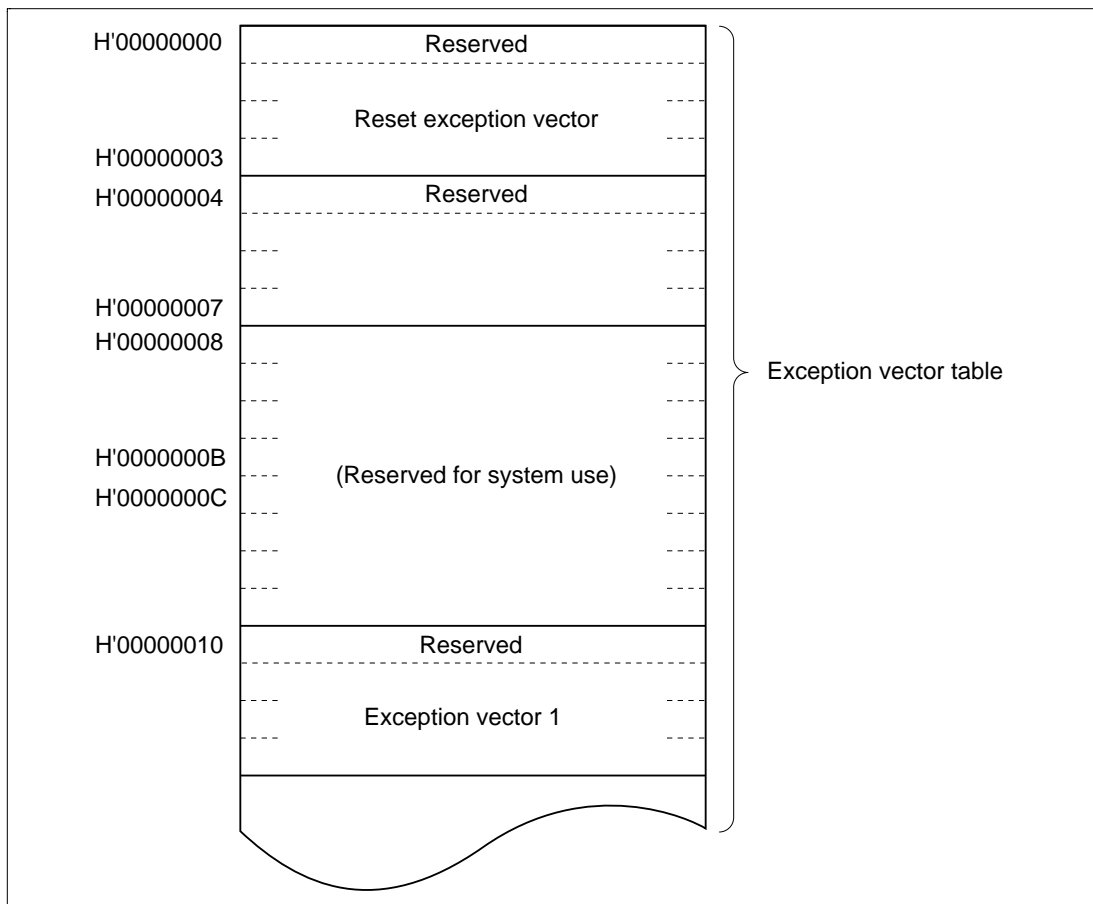 H'00000000 Reserved
Reset exception vector
H'00000003
H'00000004 Reserved
H'00000007
H'00000008
Exception vector table
H'0000000B
(Reserved for system use)
H'0000000C
H'00000010 Reserved
Exception vector 1